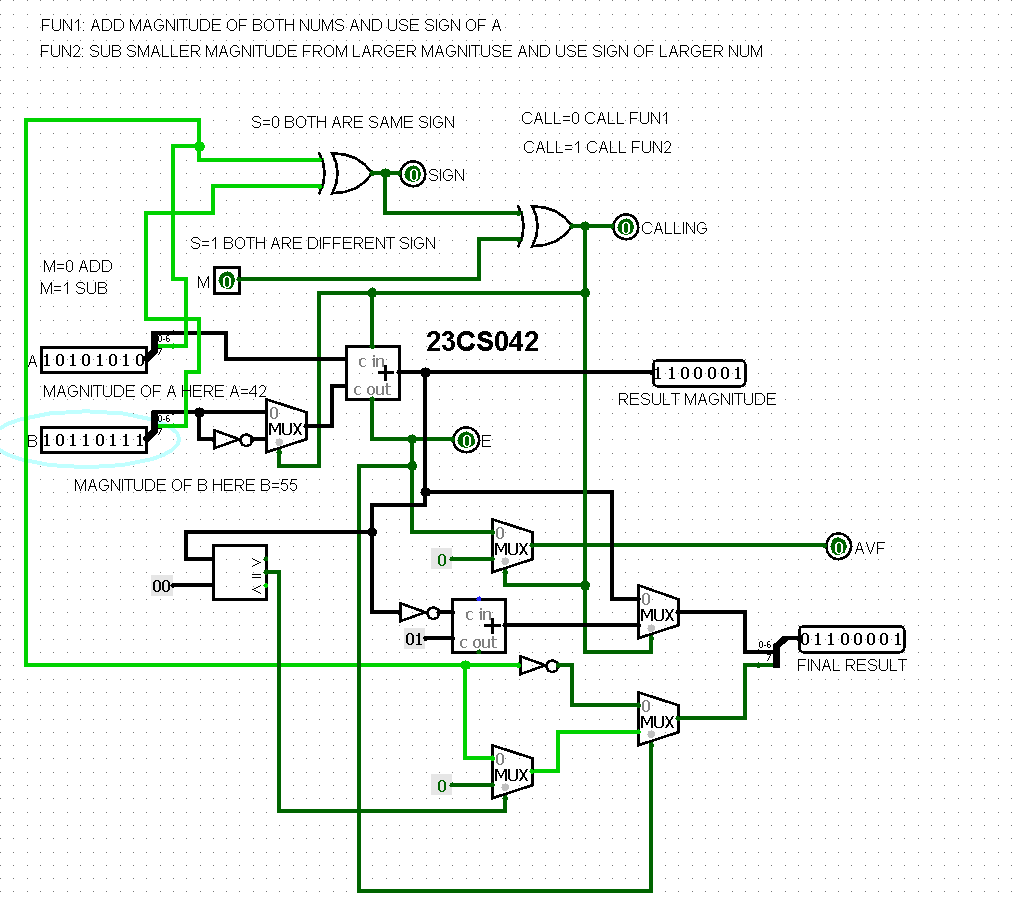 FUN1: ADD MAGNITUDE OF BOTH NUMS AND USE SIGN OF A
FUN2: SUB SMALLER MAGNITUDE FROM LARGER MAGNITUSE AND USE SIGN OF LARGER NUM
S=0 BOTH ARE SAME SIGN
CALL=0 CALL FUN1
CALL=1 CALL FUN2
0 SIGN
0 CALLING
S=1 BOTH ARE DIFFERENT SIGN
M=0 ADD
M=1 SUB
M 0
23CS042
0-6
7
A 10101010
c in
+
c out
1100001
RESULT MAGNITUDE
MAGNITUDE OF A HERE A=42
0-6
7
B 10110111
0
MUX
0 E
MAGNITUDE OF B HERE B=55
0
MUX
0
0 AVF
>
=
<
00
c in
+
c out
01
0
MUX
0-6
7
01100001
FINAL RESULT
0
MUX
0
MUX
0